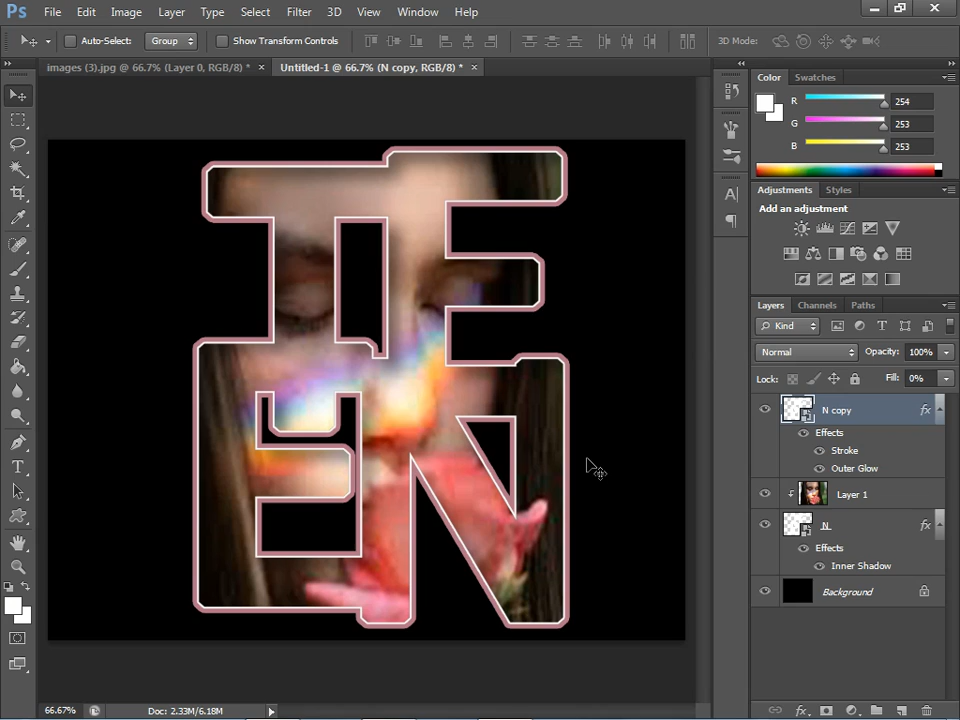 Ps File Edit Image Layer Type Select Filter 3D View Window Help
Auto-Select: Group Show Transform Controls 3D Mode:
images (3).jpg @ 66.7% (Layer 0, RGB/8) * × Untitled-1 @ 66.7% (N copy, RGB/8) * ×
Color Swatches
R 254
G 253
B 253
Adjustments Styles
Add an adjustment
Layers Channels Paths
Kind
Normal Opacity: 100%
Lock: Fill: 0%
N copy fx
Effects
Stroke
Outer Glow
Layer 1
N fx
Effects
Inner Shadow
Background
66.67% Doc: 2.33M/6.18M